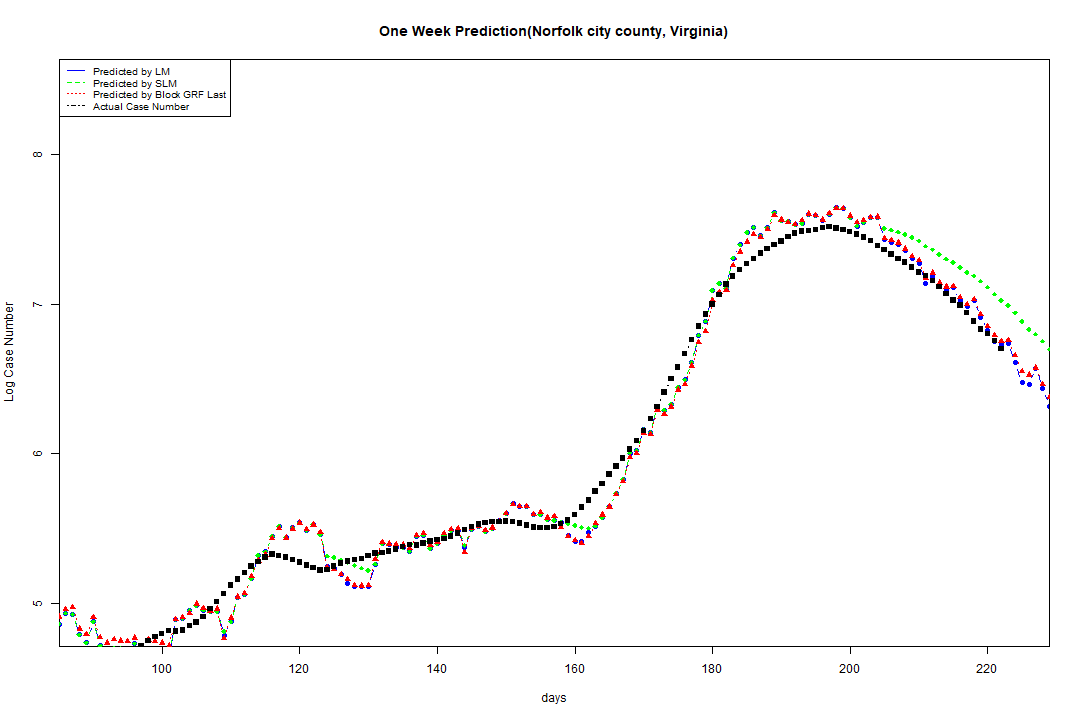 One Week Prediction(Norfolk city county, Virginia)
Predicted by LM
Predicted by SLM
Predicted by Block GRF Last
Actual Case Number
8
7
6
5
Log Case Number
100 120 140 160 180 200 220
days